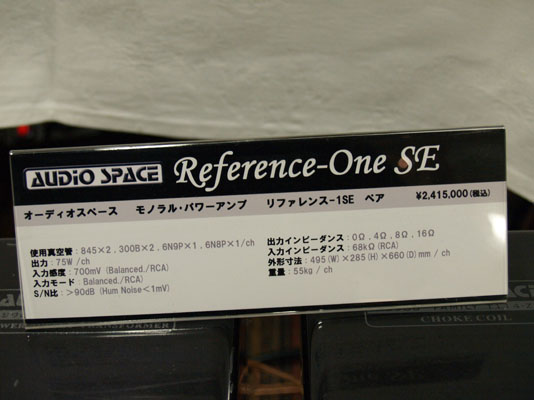 AUDIO SPACE Reference-One SE
オーディオスペース モノラル・パワーアンプ リファレンス-1SE ペア ¥2,415,000(税込)
使用真空管:845×2 , 300B×2 , 6N9P×1 , 6N8P×1/ch
出力:75W /ch
入力感度:700mV (Balanced./RCA)
入力モード:Balanced./RCA)
S/N比:>90dB (Hum Noise<1mV)
出力インピーダンス:0Ω , 4Ω , 8Ω , 16Ω
入力インピーダンス:68kΩ (RCA)
外形寸法:495 (W) ×285 (H) ×660 (D) mm / ch
重量:55kg / ch
SPACE
CHOKE COIL